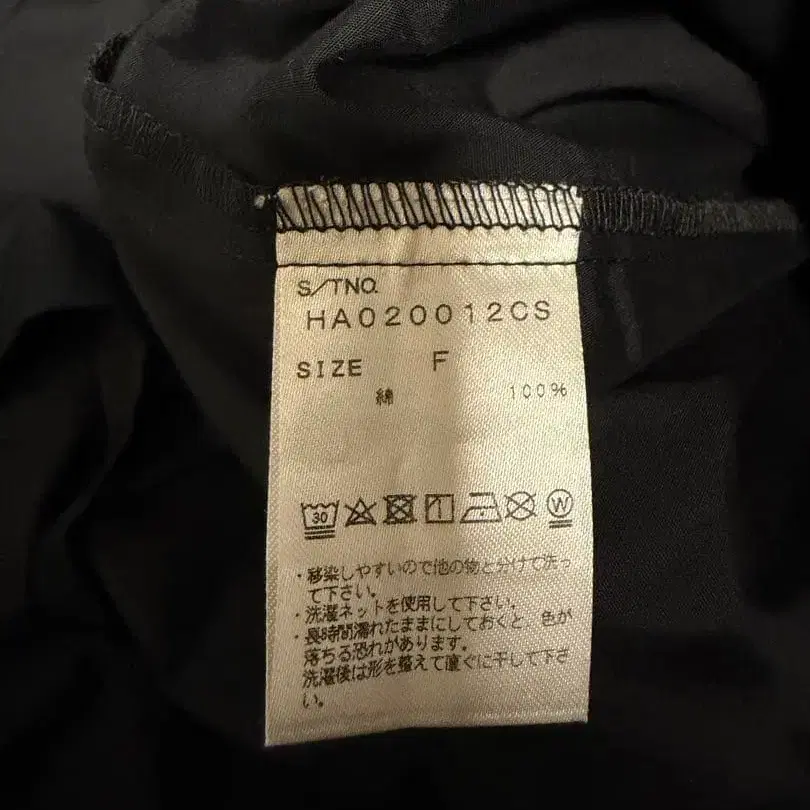 S/TNO.
HA020012CS
SIZE F
綿 100%
30 W
・移染しやすいので他の物と分けて洗っ
て下さい。
・洗濯ネットを使用して下さい。
・長時間濡れたままにしておくと、色が
落ちる恐れがあります。
洗濯後は形を整えて直ぐに干して下さ
い。